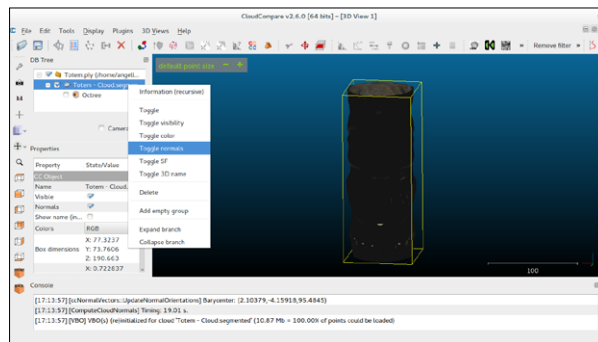 CloudCompare v2.6.0 [64 bits] - [3D View 1]
File Edit Tools Display Plugins 3D Views Help
Remove filter
DB Tree
default point size
Totem.ply (/home/angell...
Totem - Cloud.segm
Octree
Camera
Information (recursive)
Toggle
Toggle visibility
Toggle color
Toggle normals
Toggle SF
Toggle 3D name
Delete
Add empty group
Expand branch
Collapse branch
Properties
Property State/Value
CC Object
Name Totem - Cloud.
Visible
Normals
Show name (in...
Colors RGB
Box dimensions X: 77.3237
Y: 73.7606
Z: 190.663
X: 0.722837
100
Console
[17:13:57] [ccNormalVectors::UpdateNormalOrientations] Barycenter: (2.10379,-4.15918,95.4845)
[17:13:57] [ComputeCloudNormals] Timing: 19.01 s.
[17:13:57] [VBO] VBO(s) (re)initialized for cloud 'Totem - Cloud.segmented' (10.87 Mb = 100.00% of points could be loaded)